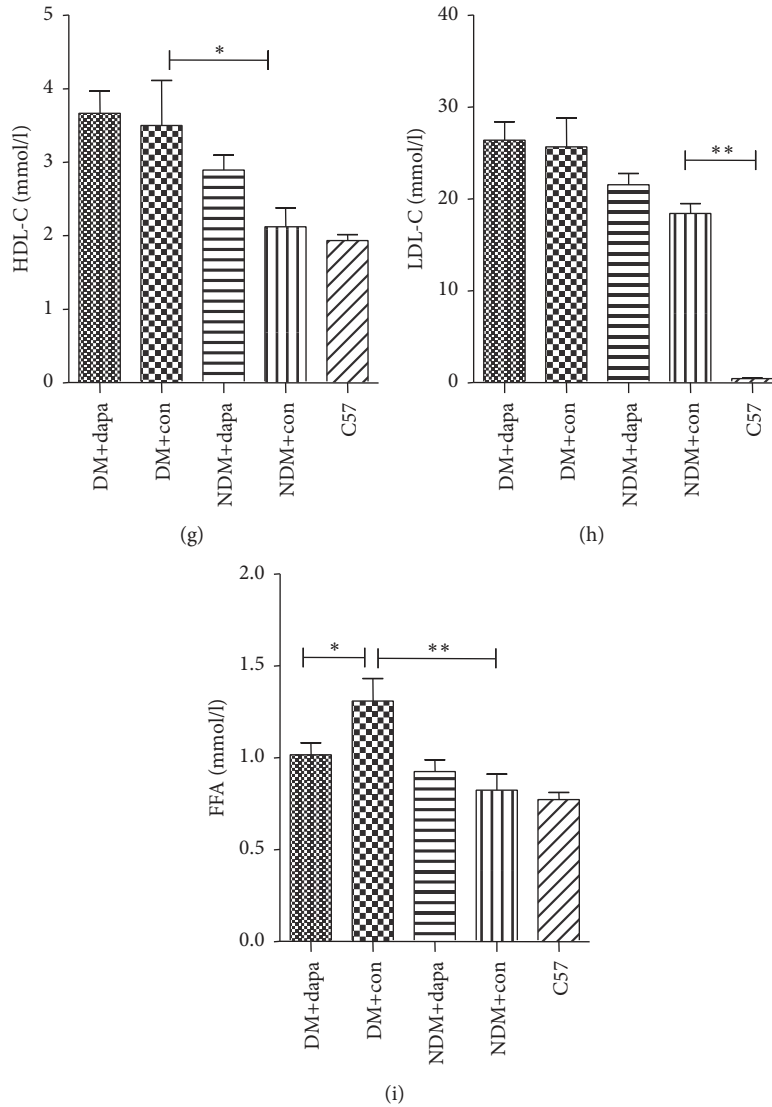 HDL-C (mmol/l)
5
4
3
2
1
0
*
DM+dapa
DM+con
NDM+dapa
NDM+con
C57
(g)
LDL-C (mmol/l)
40
30
20
10
0
**
DM+dapa
DM+con
NDM+dapa
NDM+con
C57
(h)
FFA (mmol/l)
2.0
1.5
1.0
0.5
0.0
*
**
DM+dapa
DM+con
NDM+dapa
NDM+con
C57
(i)